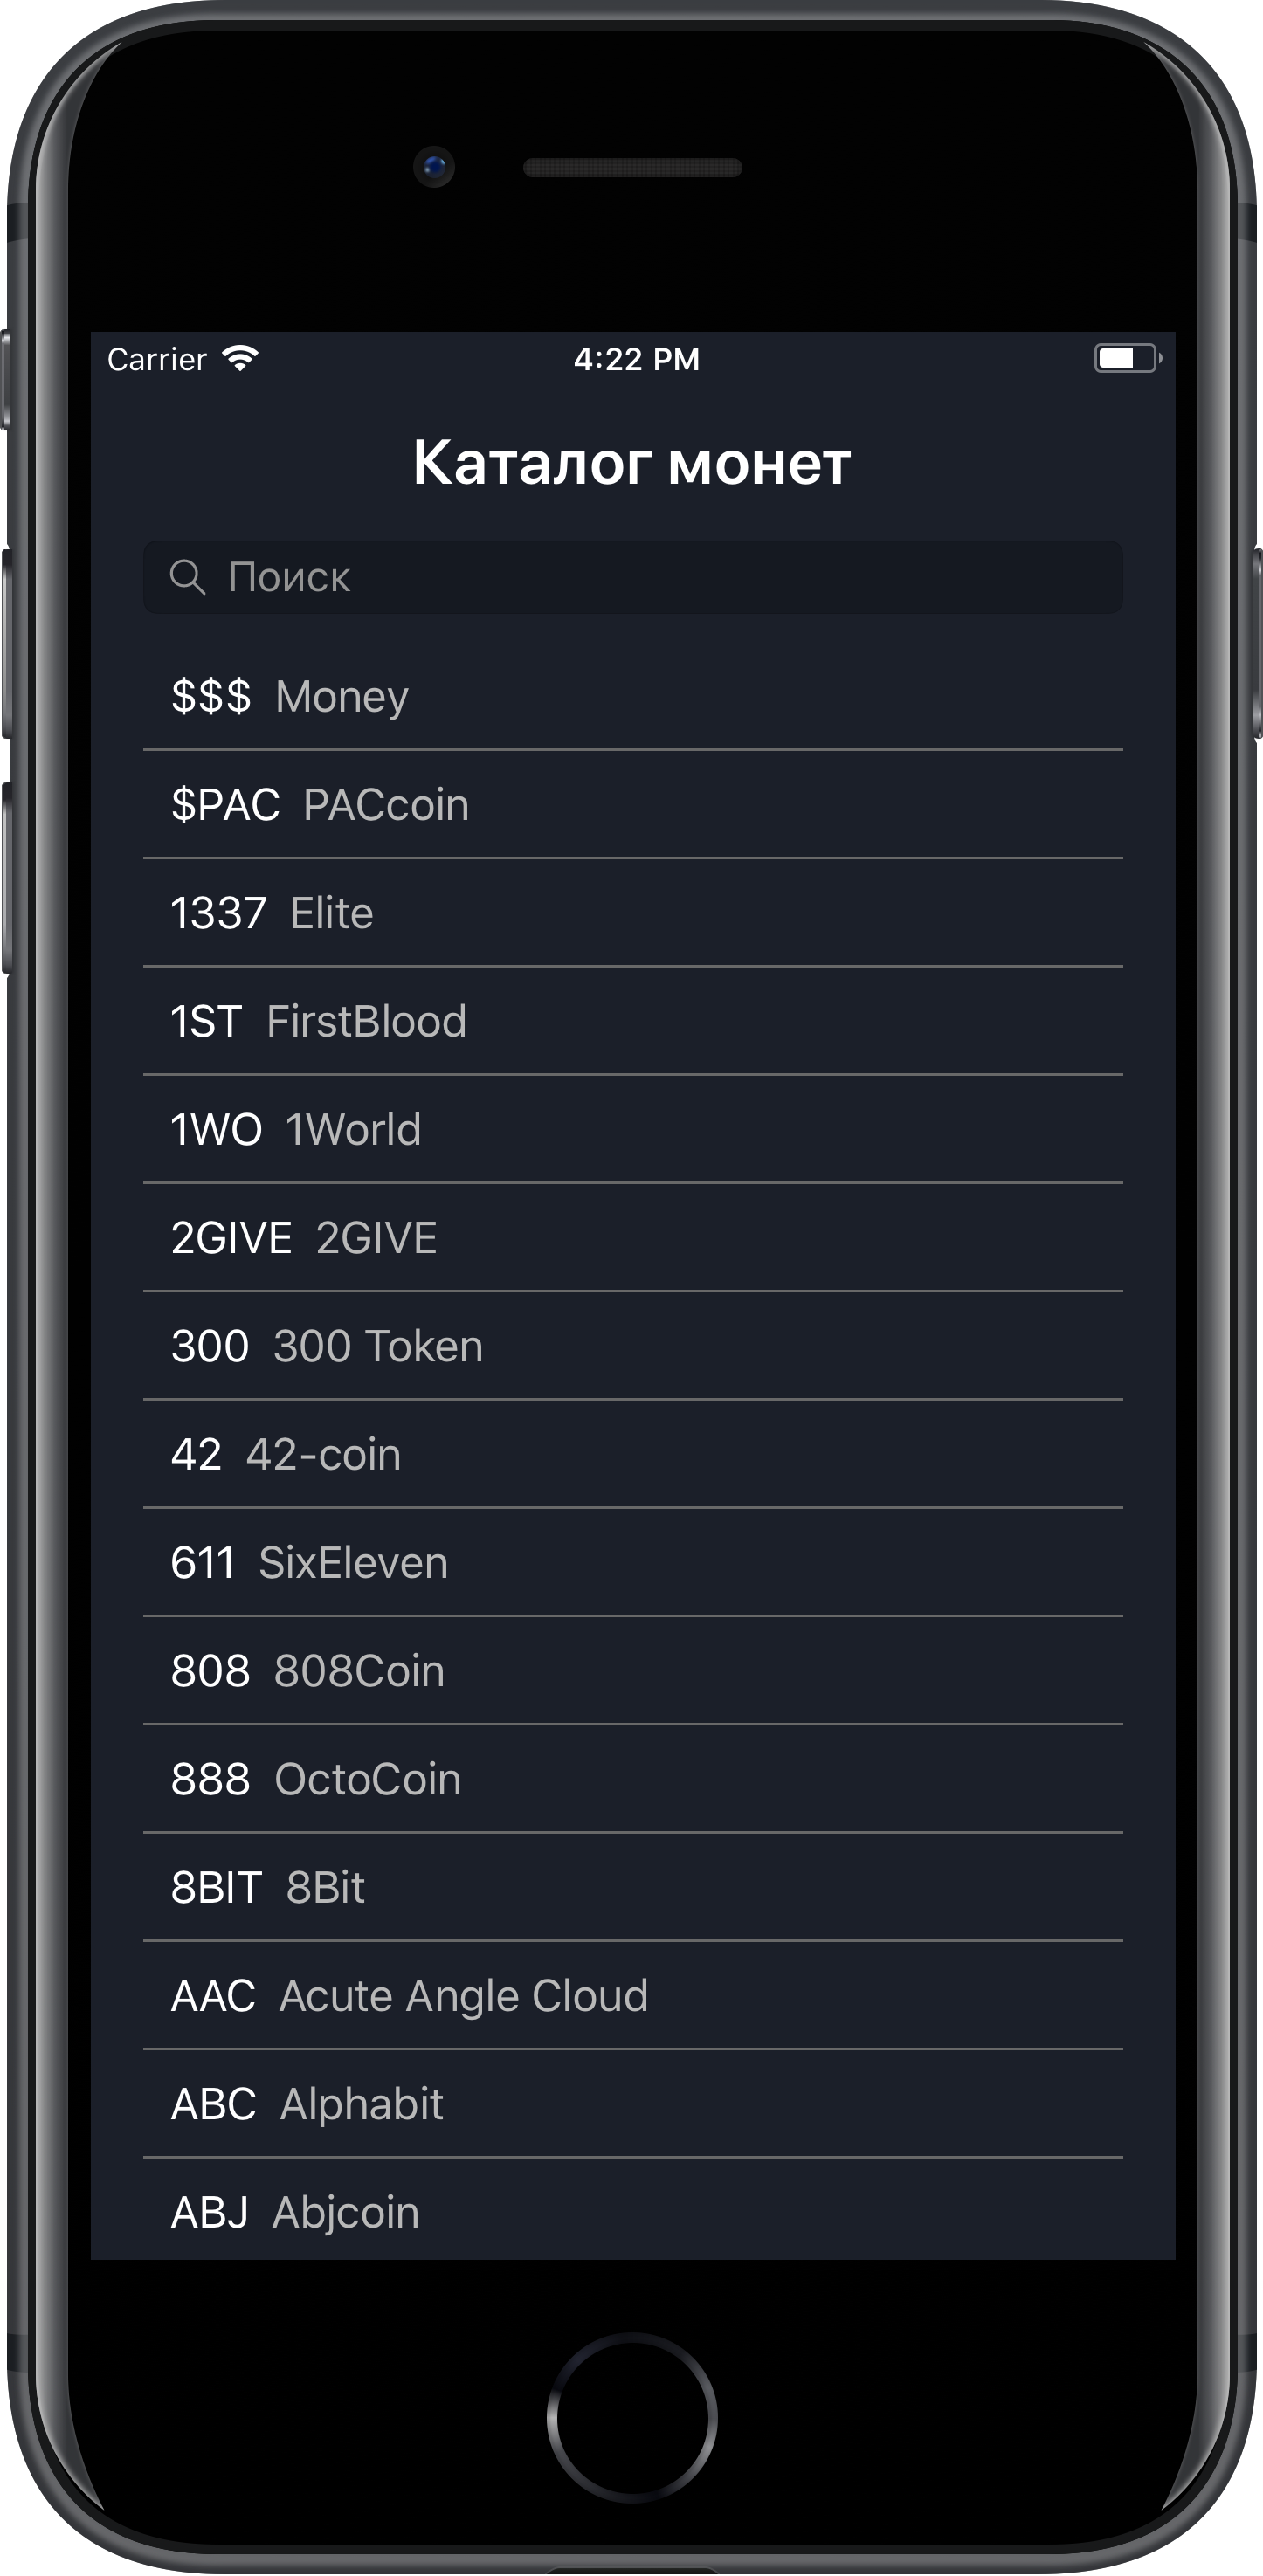 Carrier 4:22 PM
Каталог монет
Поиск
$$$ Money
$PAC PACcoin
1337 Elite
1ST FirstBlood
1WO 1World
2GIVE 2GIVE
300 300 Token
42 42-coin
611 SixEleven
808 808Coin
888 OctoCoin
8BIT 8Bit
AAC Acute Angle Cloud
ABC Alphabit
ABJ Abjcoin